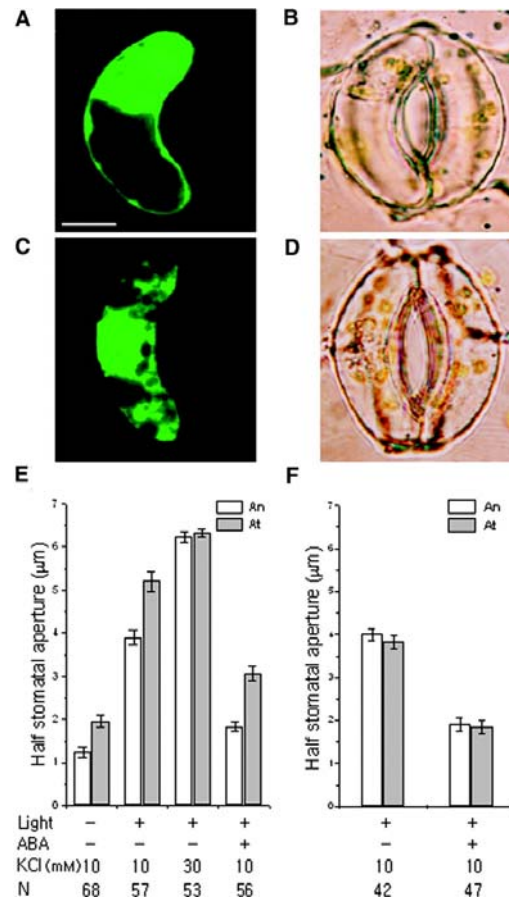 A
B
C
D
E
F
An
At
Half stomatal aperture (μm)
7
6
5
4
3
2
1
0
Light - + + +
ABA - - - +
KCl (mM) 10 10 30 10
N 68 57 53 56
An
At
Half stomatal aperture (μm)
7
6
5
4
3
2
1
0
+ +
- +
10 10
42 47